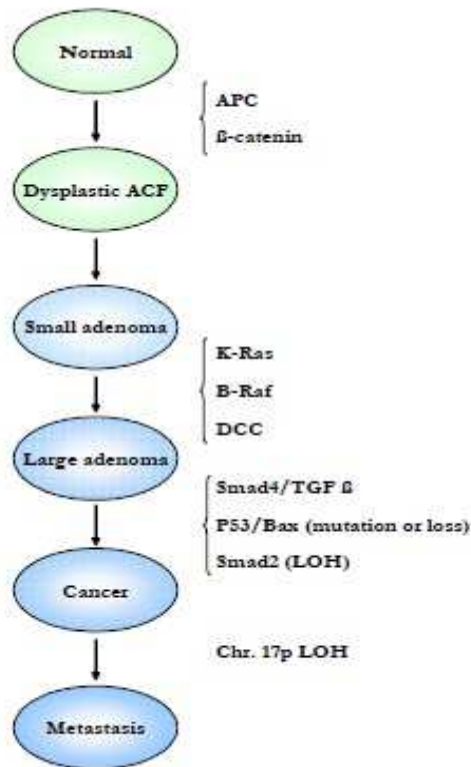 Normal
APC
ß-catenin
Dysplastic ACF
Small adenoma
K-Ras
B-Raf
DCC
Large adenoma
Smad4/TGF ß
P53/Bax (mutation or loss)
Smad2 (LOH)
Cancer
Chr. 17p LOH
Metastasis